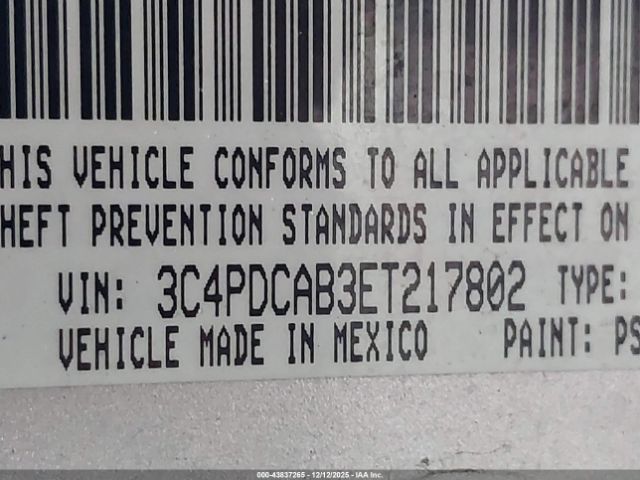 HIS VEHICLE CONFORMS TO ALL APPLICABLE
HEFT PREVENTION STANDARDS IN EFFECT ON
VIN: 3C4PDCAB3ET217802 TYPE:
VEHICLE MADE IN MEXICO PAINT: PS
000-43837265 - 12/12/2025 - IAA Inc.